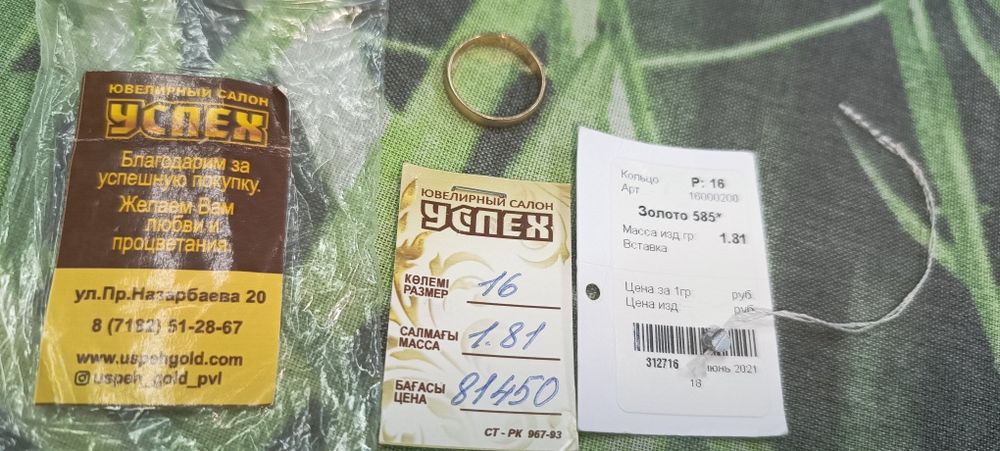 ЮВЕЛИРНЫЙ САЛОН
УСПЕХ
Благодарим за
успешную покупку.
Желаем Вам
любви и
процветания.
ул.Пр.Назарбаева 20
8 (7182) 51-28-67
www.uspehgold.com
uspeh_gold_pvl
ЮВЕЛИРНЫЙ САЛОН
УСПЕХ
КӨЛЕМІ
РАЗМЕР 16
САЛМАҒЫ
МАССА 1.81
БАҒАСЫ
ЦЕНА 81450
СТ - РК 967-93
Кольцо Р: 16
Арт 16000200
Золото 585*
Масса изд.гр 1.81
Вставка
Цена за 1гр руб.
Цена изд руб.
312716 июнь 2021
16